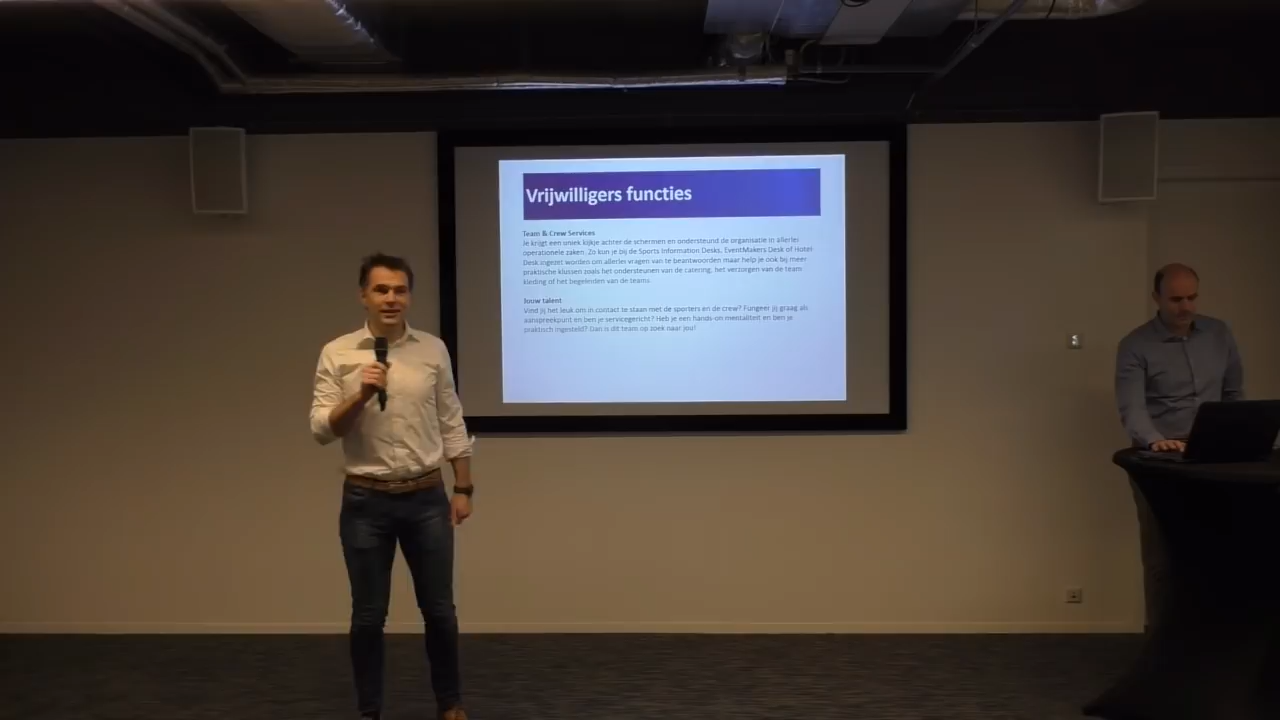 Vrijwilligers functies
Team & Crew Services
Je krijgt een uniek kijkje achter de schermen en ondersteund de organisatie in allerlei
operationele zaken. Zo kun je bij de Sports Information Desks, EventMakers Desk of Hotel
Desk ingezet worden om allerlei vragen van te beantwoorden maar help je ook bij meer
praktische klussen zoals het ondersteunen van de catering, het verzorgen van de team
kleding of het begeleiden van de teams.
Jouw talent
Vind jij het leuk om in contact te staan met de sporters en de crew? Fungeer jij graag als
aanspreekpunt en ben je servicegericht? Heb je een hands-on mentaliteit en ben je
praktisch ingesteld? Dan is dit team op zoek naar jou!